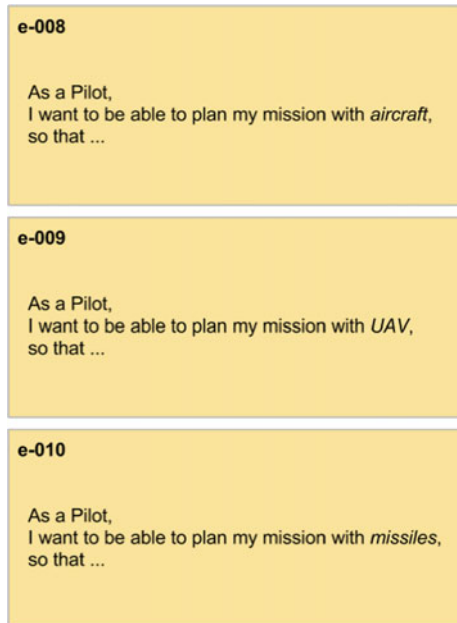 e-008
As a Pilot,
I want to be able to plan my mission with aircraft,
so that ...
e-009
As a Pilot,
I want to be able to plan my mission with UAV,
so that ...
e-010
As a Pilot,
I want to be able to plan my mission with missiles,
so that ...